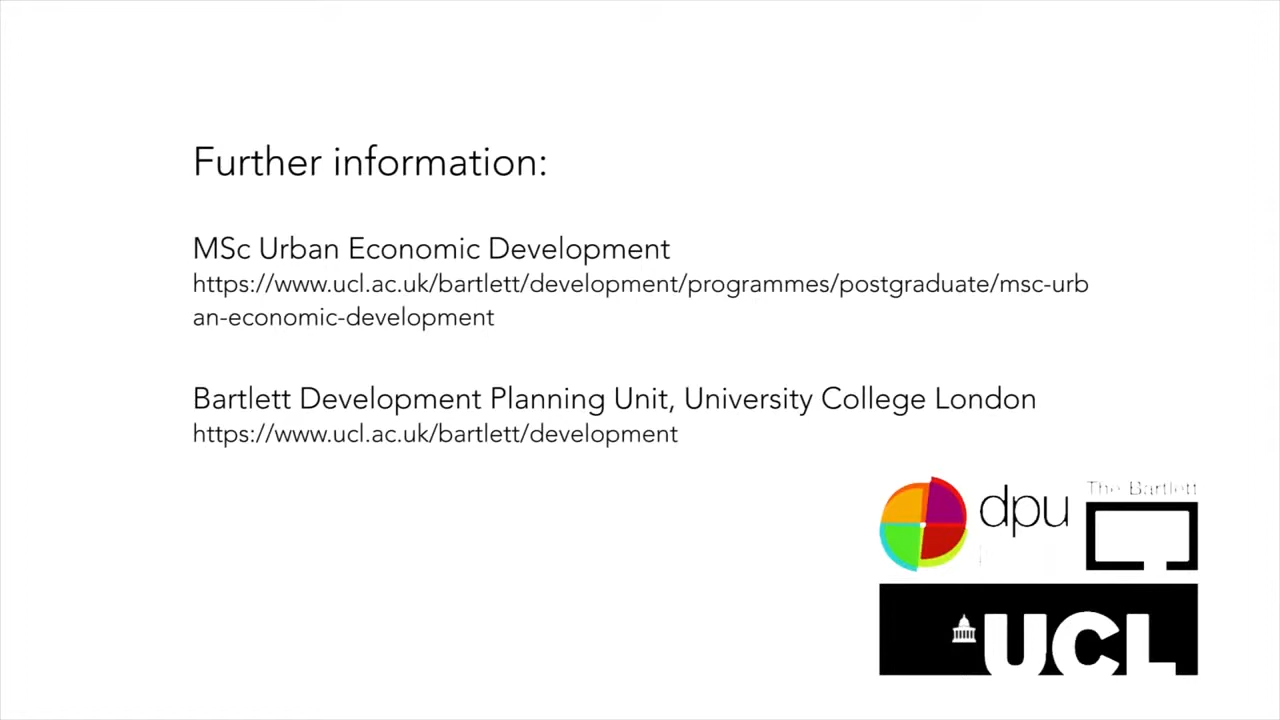 Further information:
MSc Urban Economic Development
https://www.ucl.ac.uk/bartlett/development/programmes/postgraduate/msc-urb
an-economic-development
Bartlett Development Planning Unit, University College London
https://www.ucl.ac.uk/bartlett/development
dpu
The Bartlett
UCL